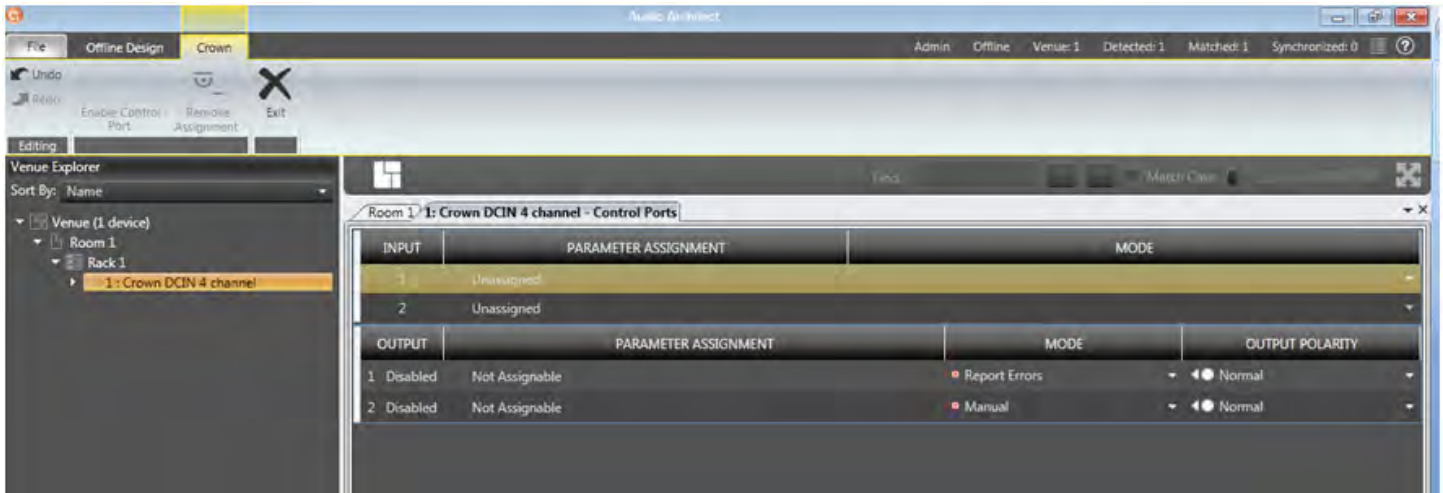 Audio Architect
File Offline Design Crown Admin Offline Venue: 1 Detected: 1 Matched: 1 Synchronized: 0 ?
Undo
Redo
Enable Control Port
Remove Assignment
Exit
Editing
Venue Explorer
Sort By: Name
Find: Match Case
Venue (1 device)
Room 1
Rack 1
1 : Crown DCIN 4 channel
Room 1 1: Crown DCIN 4 channel - Control Ports
INPUT PARAMETER ASSIGNMENT MODE
1 Unassigned
2 Unassigned
OUTPUT PARAMETER ASSIGNMENT MODE OUTPUT POLARITY
1 Disabled Not Assignable Report Errors Normal
2 Disabled Not Assignable Manual Normal